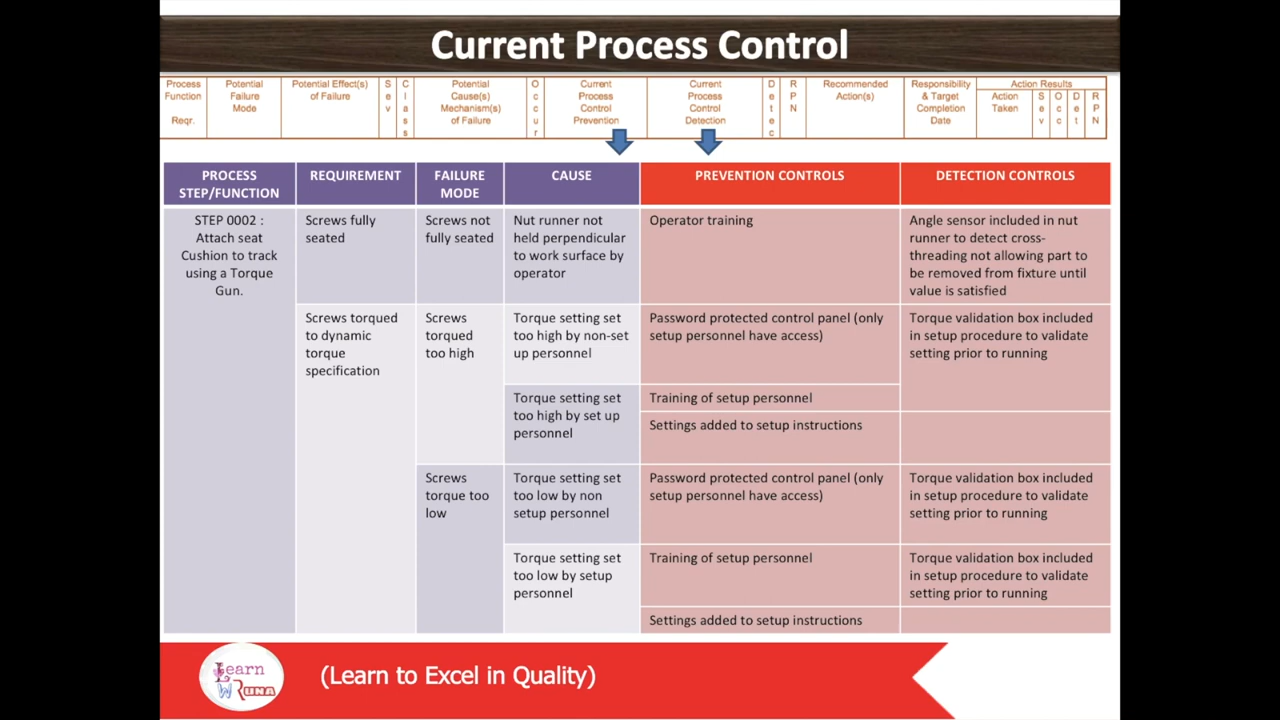 Current Process Control
Process
Function
Reqr.
Potential
Failure
Mode
Potential Effect(s)
of Failure
S
e
v
C
l
a
s
s
Potential
Cause(s)
Mechanism(s)
of Failure
O
c
c
u
r
Current
Process
Control
Prevention
Current
Process
Control
Detection
D
e
t
e
c
R
P
N
Recommended
Action(s)
Responsibility
& Target
Completion
Date
Action Results
Action
Taken
S
e
v
O
c
c
D
e
t
R
P
N
PROCESS
STEP/FUNCTION
REQUIREMENT
FAILURE
MODE
CAUSE
PREVENTION CONTROLS
DETECTION CONTROLS
STEP 0002 :
Attach seat
Cushion to track
using a Torque
Gun.
Screws fully
seated
Screws not
fully seated
Nut runner not
held perpendicular
to work surface by
operator
Operator training
Angle sensor included in nut
runner to detect cross-
threading not allowing part to
be removed from fixture until
value is satisfied
Screws torqued
to dynamic
torque
specification
Screws
torqued
too high
Torque setting set
too high by non-set
up personnel
Password protected control panel (only
setup personnel have access)
Torque validation box included
in setup procedure to validate
setting prior to running
Torque setting set
too high by set up
personnel
Training of setup personnel
Settings added to setup instructions
Screws
torque too
low
Torque setting set
too low by non
setup personnel
Password protected control panel (only
setup personnel have access)
Torque validation box included
in setup procedure to validate
setting prior to running
Torque setting set
too low by setup
personnel
Training of setup personnel
Torque validation box included
in setup procedure to validate
setting prior to running
Settings added to setup instructions
Learn
W RUNA
(Learn to Excel in Quality)